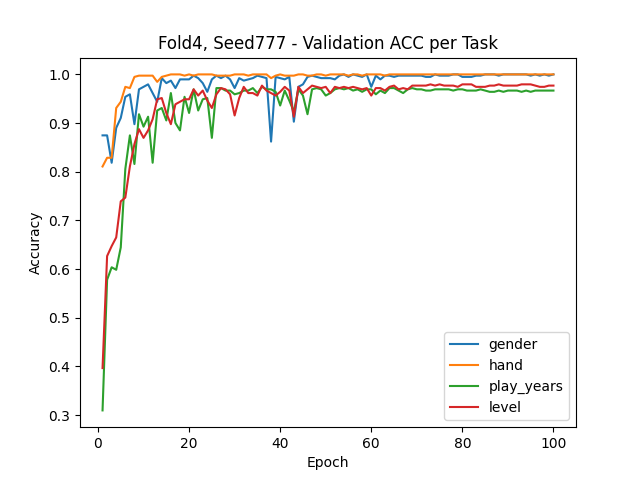 Fold4, Seed777 - Validation ACC per Task
Accuracy
1.0
0.9
0.8
0.7
0.6
0.5
0.4
0.3
0
20
40
60
80
100
Epoch
gender
hand
play_years
level